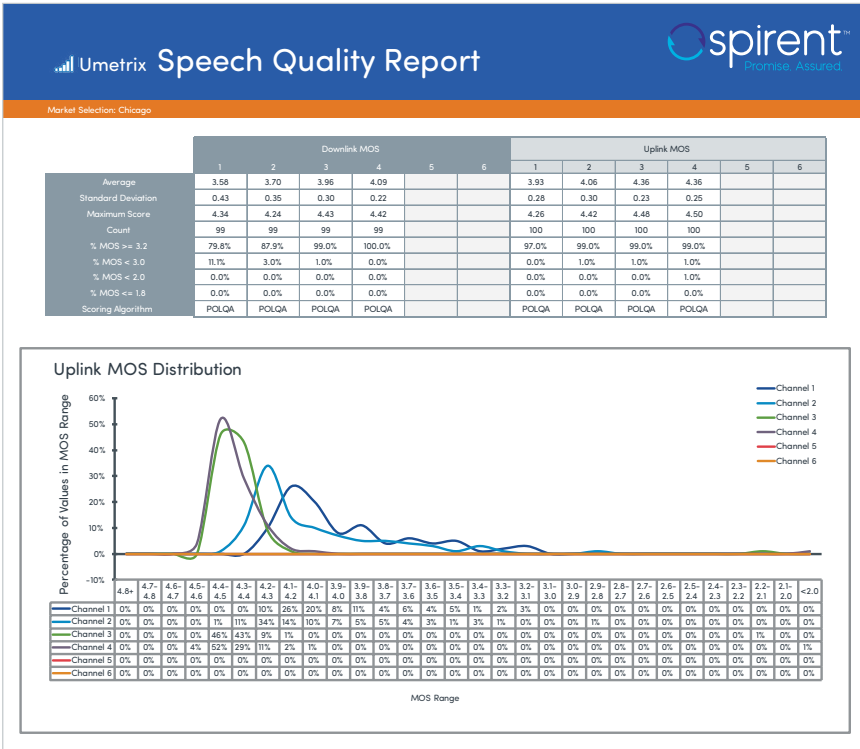 Umetrix Speech Quality Report
spirent™
Promise. Assured.
Market Selection: Chicago
Downlink MOS Uplink MOS
1 2 3 4 5 6 1 2 3 4 5 6
Average 3.58 3.70 3.96 4.09 3.93 4.06 4.36 4.36
Standard Deviation 0.43 0.35 0.30 0.22 0.28 0.30 0.23 0.25
Maximum Score 4.34 4.24 4.43 4.42 4.26 4.42 4.48 4.50
Count 99 99 99 99 100 100 100 100
% MOS >= 3.2 79.8% 87.9% 99.0% 100.0% 97.0% 99.0% 99.0% 99.0%
% MOS < 3.0 11.1% 3.0% 1.0% 0.0% 0.0% 1.0% 1.0% 1.0%
% MOS < 2.0 0.0% 0.0% 0.0% 0.0% 0.0% 0.0% 0.0% 1.0%
% MOS <= 1.8 0.0% 0.0% 0.0% 0.0% 0.0% 0.0% 0.0% 0.0%
Scoring Algorithm POLQA POLQA POLQA POLQA POLQA POLQA POLQA POLQA
Uplink MOS Distribution
Percentage of Values in MOS Range
60%
50%
40%
30%
20%
10%
0%
-10%
Channel 1
Channel 2
Channel 3
Channel 4
Channel 5
Channel 6
4.8+ 4.7-4.8 4.6-4.7 4.5-4.6 4.4-4.5 4.3-4.4 4.2-4.3 4.1-4.2 4.0-4.1 3.9-4.0 3.8-3.9 3.7-3.8 3.6-3.7 3.5-3.6 3.4-3.5 3.3-3.4 3.2-3.3 3.1-3.2 3.0-3.1 2.9-3.0 2.8-2.9 2.7-2.8 2.6-2.7 2.5-2.6 2.4-2.5 2.3-2.4 2.2-2.3 2.1-2.2 2.0-2.1 <2.0
Channel 1 0% 0% 0% 0% 0% 0% 10% 26% 20% 8% 11% 4% 6% 4% 5% 1% 2% 3% 0% 0% 0% 0% 0% 0% 0% 0% 0% 0% 0% 0%
Channel 2 0% 0% 0% 0% 1% 11% 34% 14% 10% 7% 5% 5% 4% 3% 1% 3% 1% 0% 0% 0% 1% 0% 0% 0% 0% 0% 0% 0% 0% 0%
Channel 3 0% 0% 0% 0% 46% 43% 9% 1% 0% 0% 0% 0% 0% 0% 0% 0% 0% 0% 0% 0% 0% 0% 0% 0% 0% 0% 0% 1% 0% 0%
Channel 4 0% 0% 0% 4% 52% 29% 11% 2% 1% 0% 0% 0% 0% 0% 0% 0% 0% 0% 0% 0% 0% 0% 0% 0% 0% 0% 0% 0% 0% 1%
Channel 5 0% 0% 0% 0% 0% 0% 0% 0% 0% 0% 0% 0% 0% 0% 0% 0% 0% 0% 0% 0% 0% 0% 0% 0% 0% 0% 0% 0% 0% 0%
Channel 6 0% 0% 0% 0% 0% 0% 0% 0% 0% 0% 0% 0% 0% 0% 0% 0% 0% 0% 0% 0% 0% 0% 0% 0% 0% 0% 0% 0% 0% 0%
MOS Range